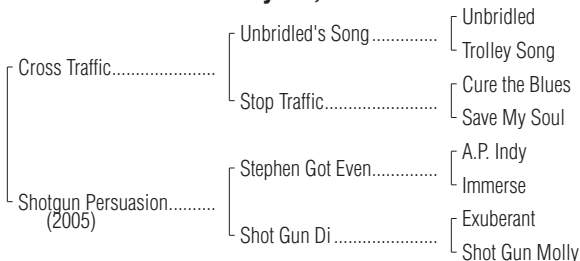 Unbridled
Unbridled's Song..............
Trolley Song
Cross Traffic......................
Cure the Blues
Stop Traffic........................
Save My Soul
A.P. Indy
Stephen Got Even..............
Immerse
Shotgun Persuasion..........
(2005)
Exuberant
Shot Gun Di......................
Shot Gun Molly